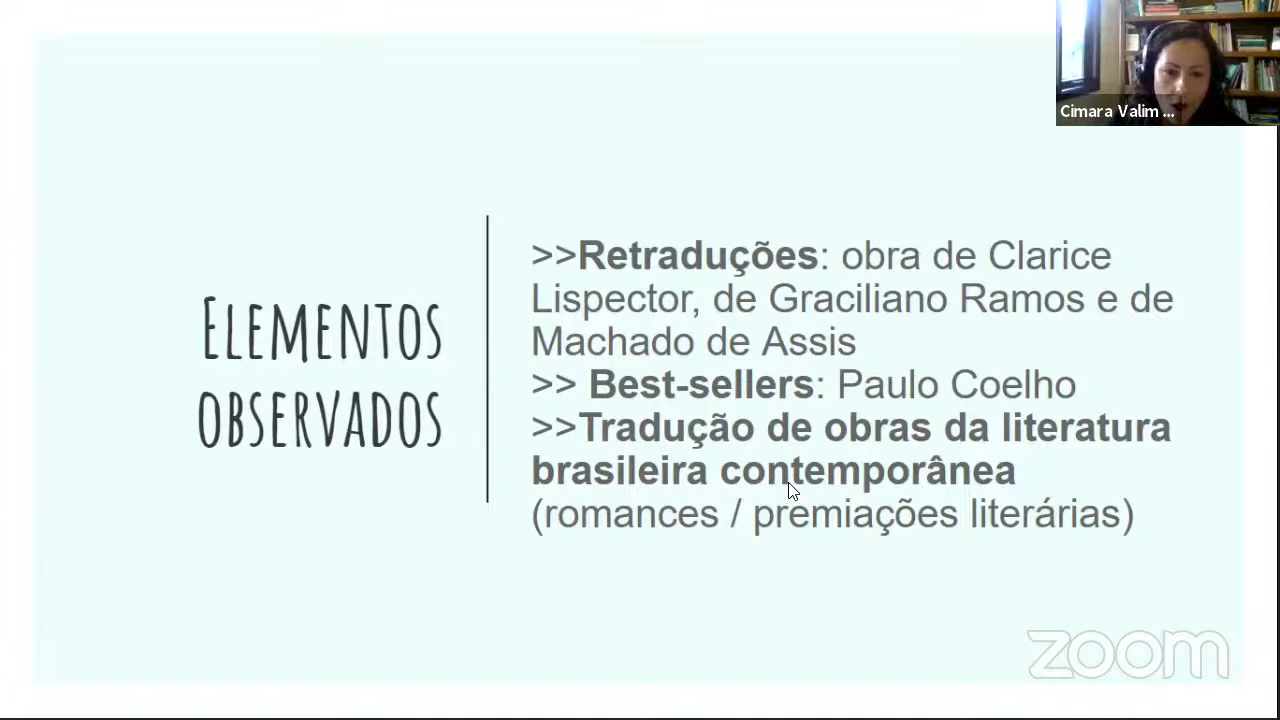 Cimara Valim ...
ELEMENTOS
OBSERVADOS
>>Retraduções: obra de Clarice
Lispector, de Graciliano Ramos e de
Machado de Assis
>> Best-sellers: Paulo Coelho
>>Tradução de obras da literatura
brasileira contemporânea
(romances / premiações literárias)
zoom